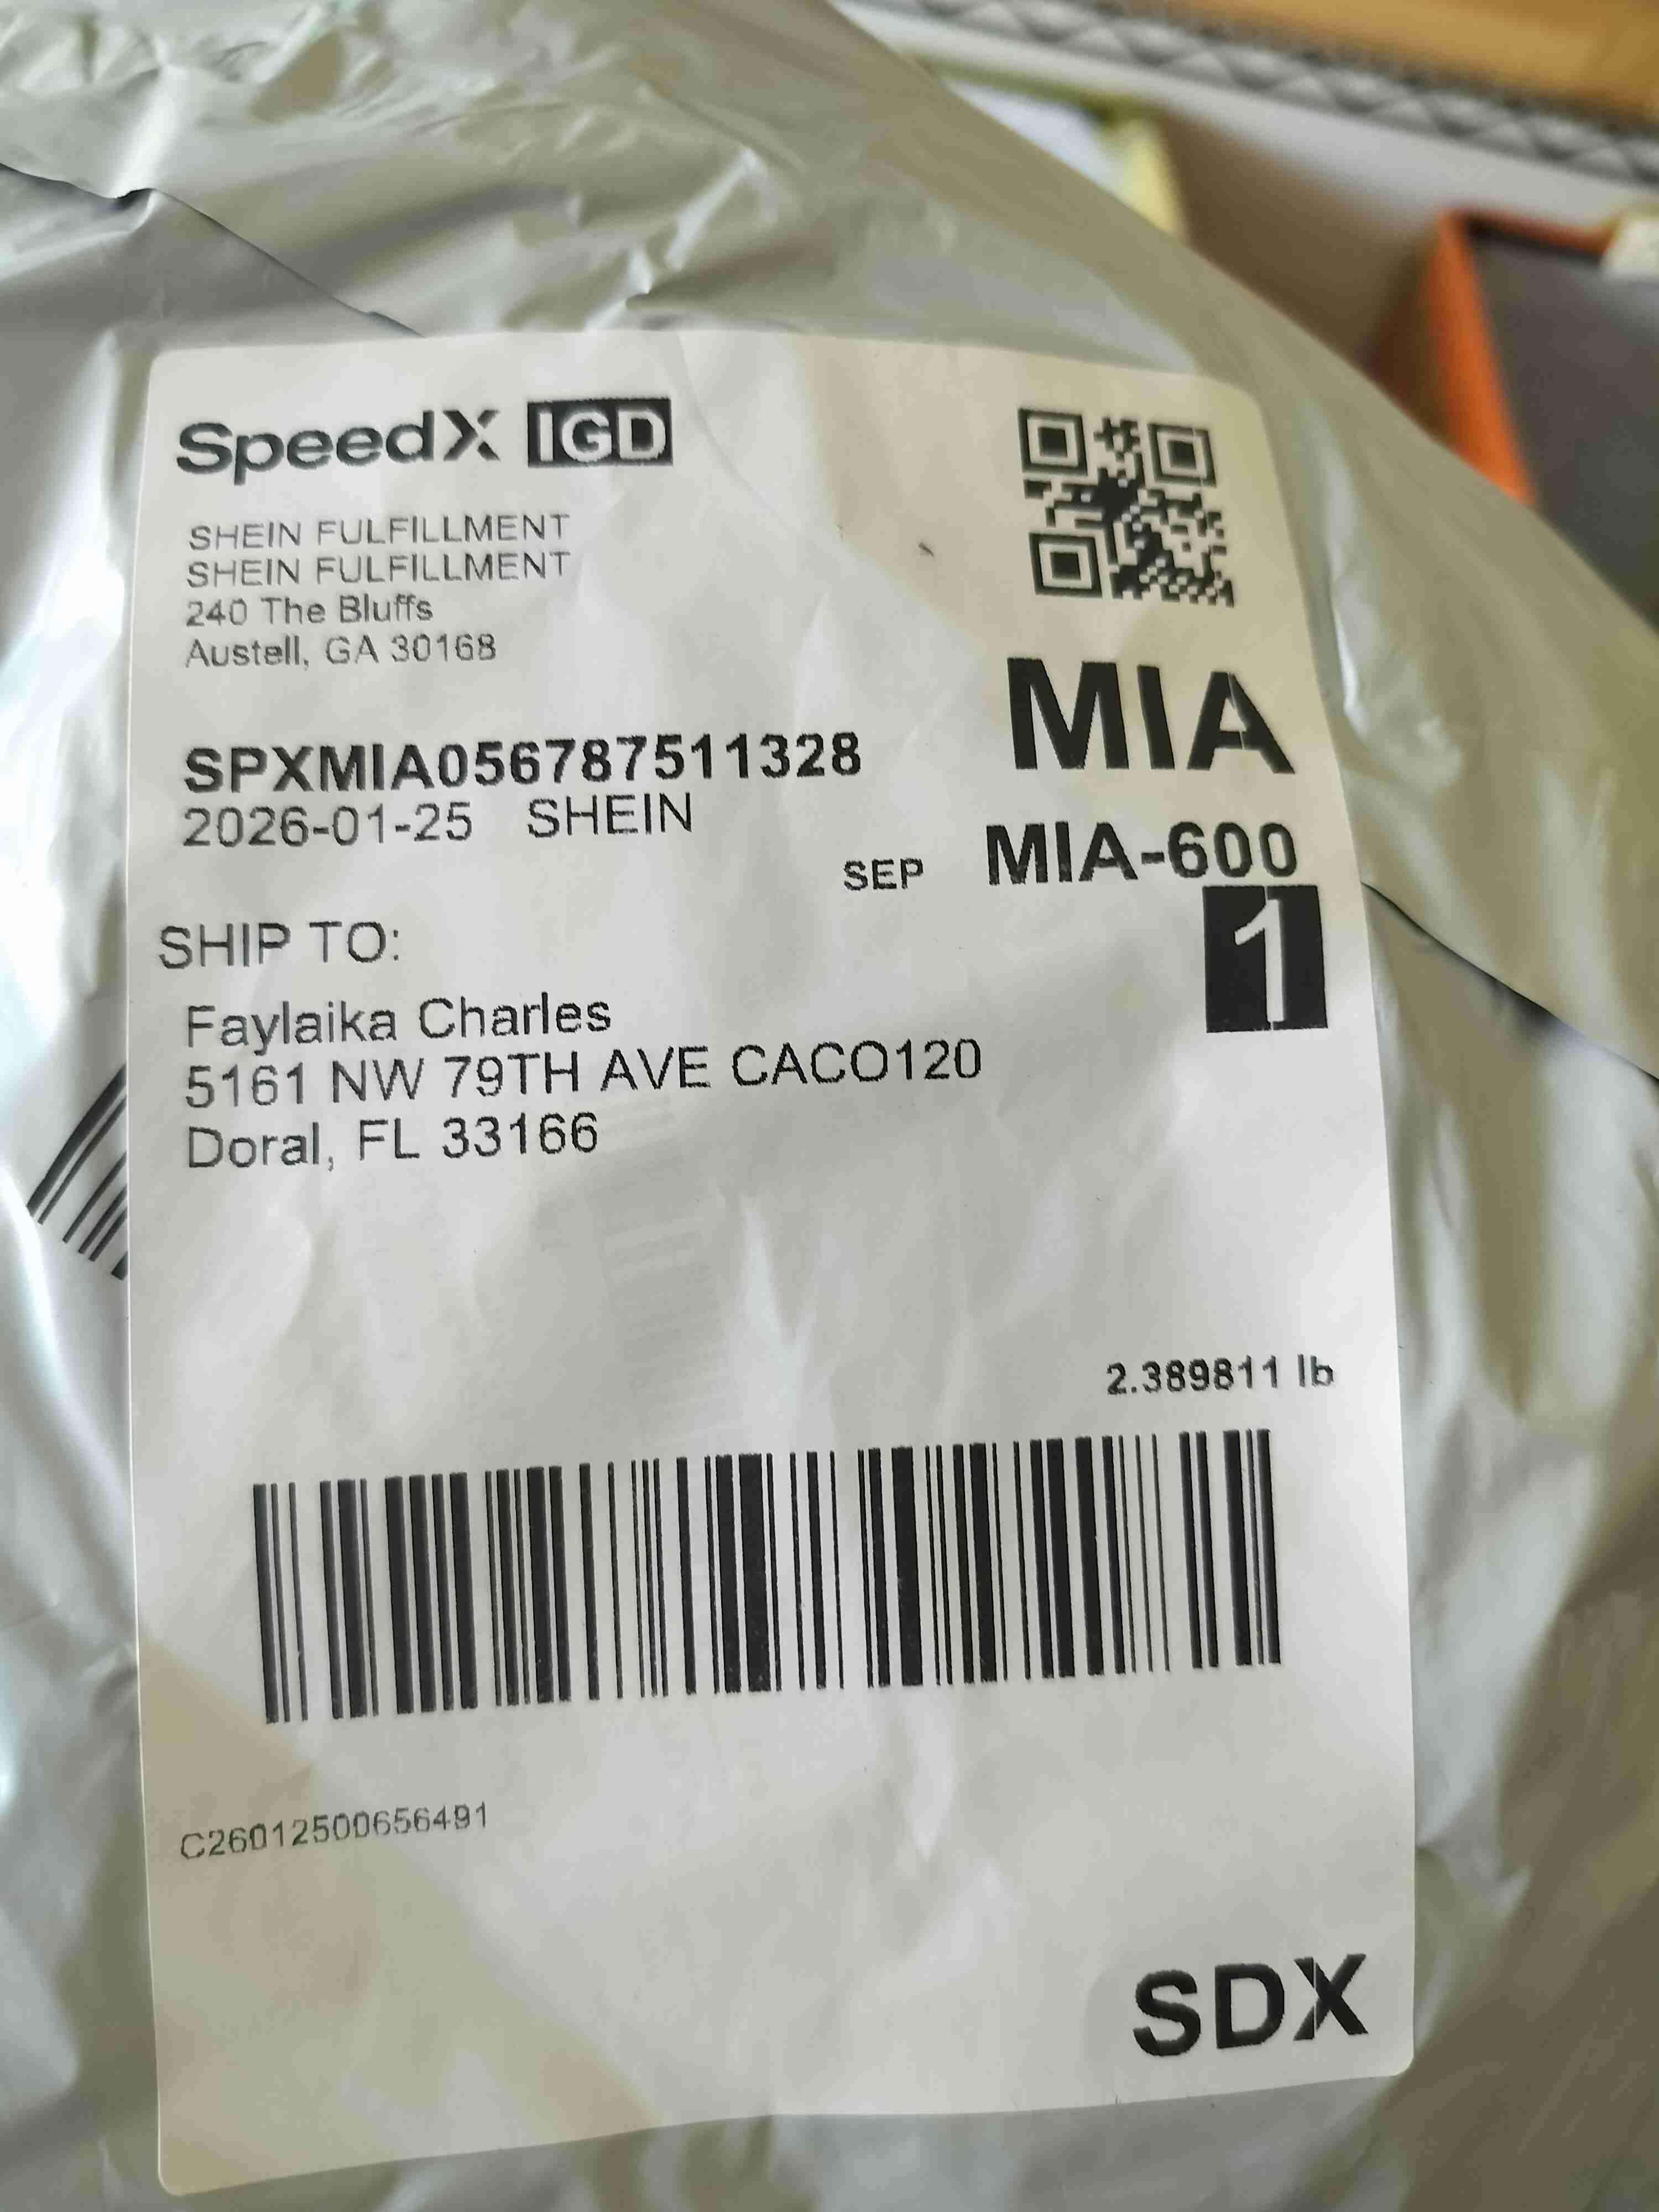 SpeedX IGD
SHEIN FULFILLMENT
SHEIN FULFILLMENT
240 The Bluffs
Austell, GA 30168
MIA
SPXMIA056787511328
2026-01-25 SHEIN
SEP MIA-600
1
SHIP TO:
Faylaika Charles
5161 NW 79TH AVE CACO120
Doral, FL 33166
2.389811 lb
C26012500656491
SDX